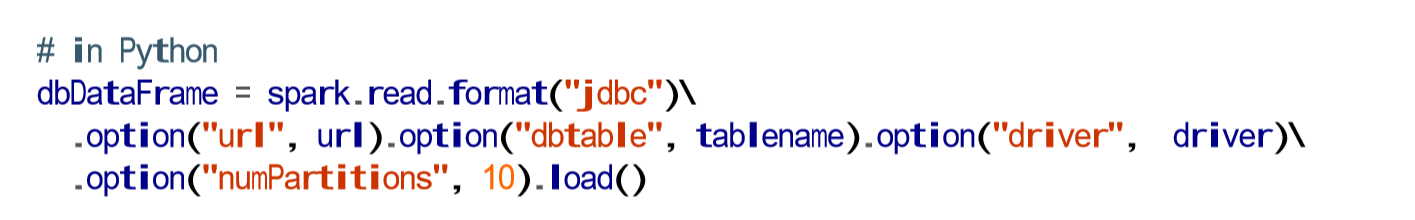 # in Python
dbDataFrame = spark.read.format("jdbc")\
  .option("url", url).option("dbtable", tablename).option("driver",  driver)\
  .option("numPartitions", 10).load()